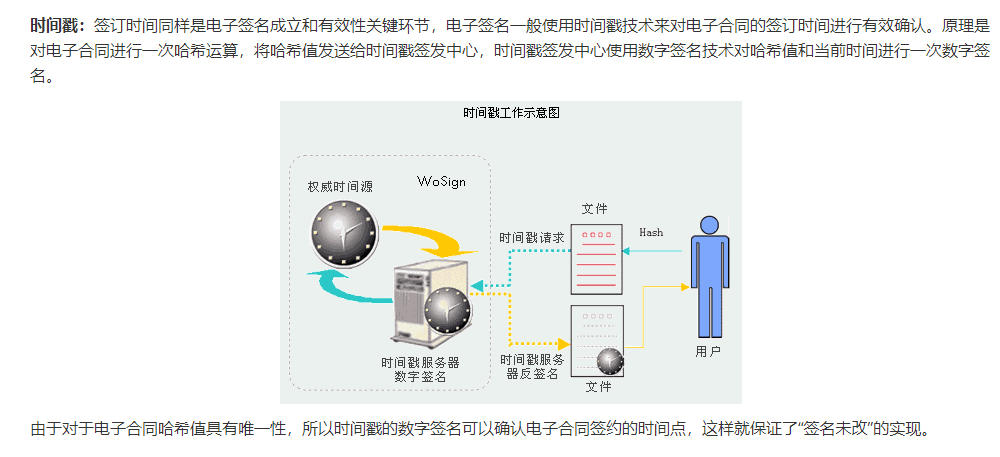 时间戳：签订时间同样是电子签名成立和有效性关键环节，电子签名一般使用时间戳技术来对电子合同的签订时间进行有效确认。原理是
对电子合同进行一次哈希运算，将哈希值发送给时间戳签发中心，时间戳签发中心使用数字签名技术对哈希值和当前时间进行一次数字签
名。
时间戳工作示意图
权威时间源
WoSign
文件
时间戳请求
Hash
时间戳服务器
数字签名
时间戳服务
器反签名
文件
用户
由于对于电子合同哈希值具有唯一性，所以时间戳的数字签名可以确认电子合同签约的时间点，这样就保证了“签名未改”的实现。